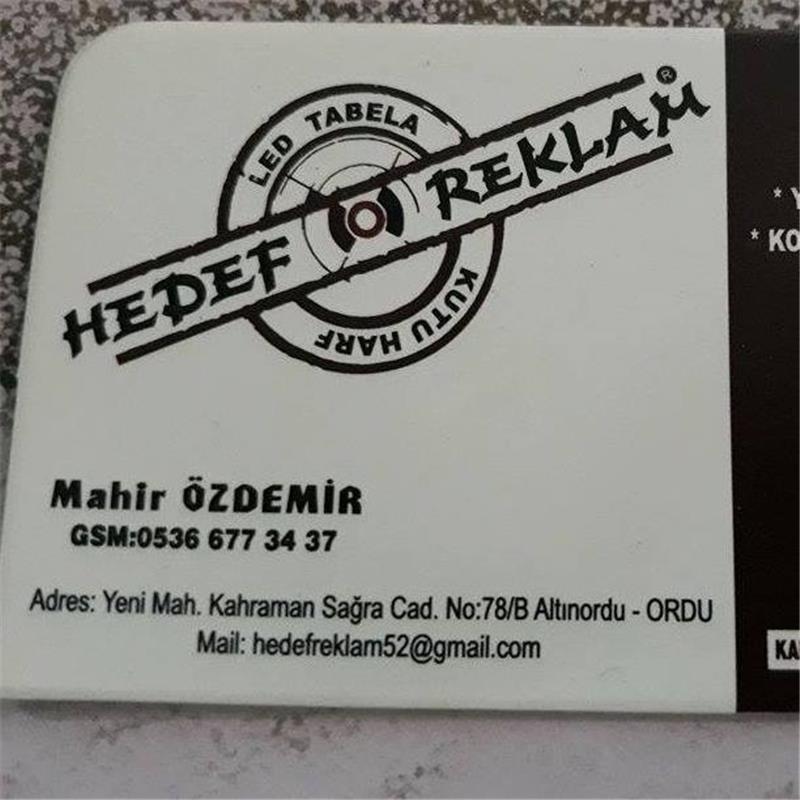 LED TABELA
HEDEF REKLAM ®
KUTU HARF
Mahir ÖZDEMİR
GSM:0536 677 34 37
Adres: Yeni Mah. Kahraman Sağra Cad. No:78/B Altınordu - ORDU
Mail: hedefreklam52@gmail.com